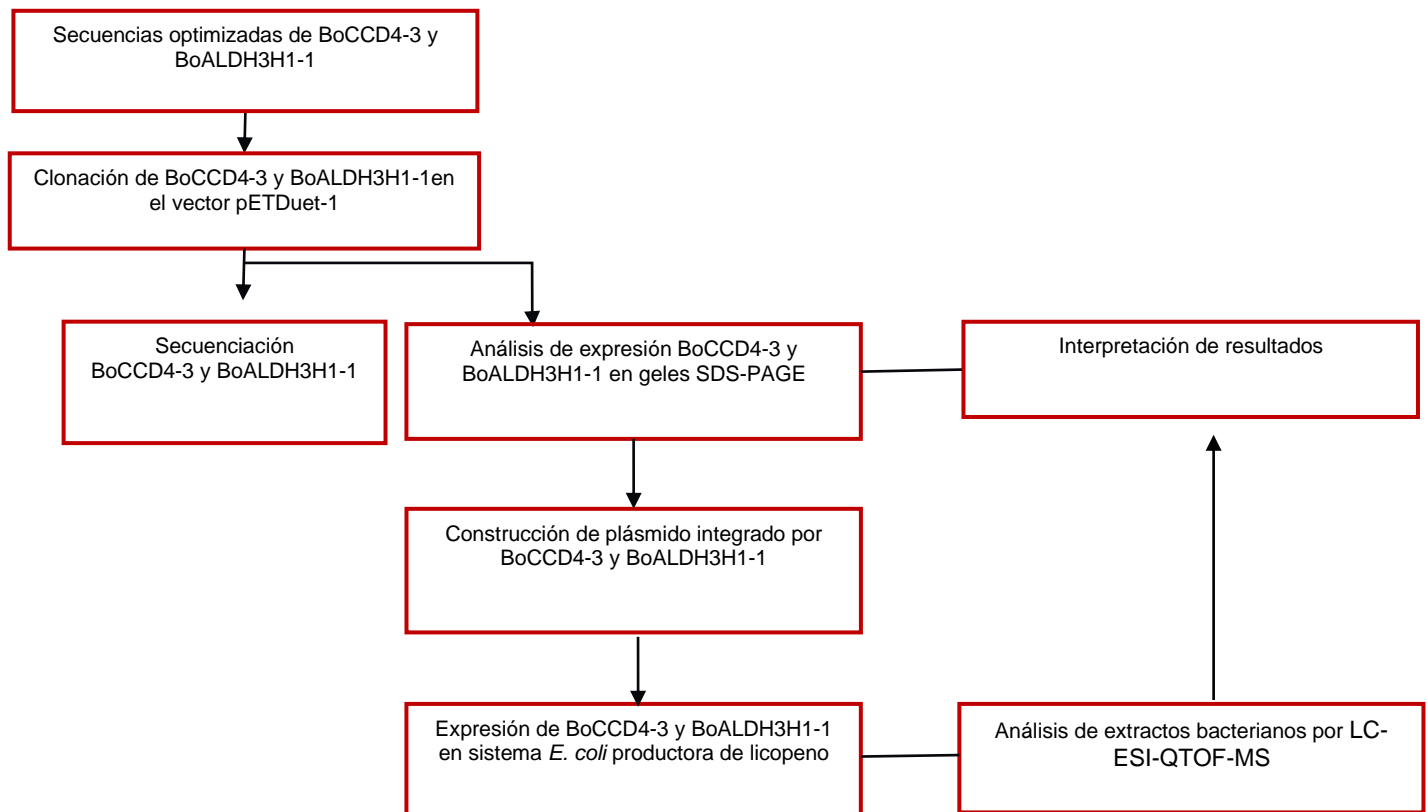 Secuencias optimizadas de BoCCD4-3 y
BoALDH3H1-1
Clonación de BoCCD4-3 y BoALDH3H1-1en
el vector pETDuet-1
Secuenciación
BoCCD4-3 y BoALDH3H1-1
Análisis de expresión BoCCD4-3 y
BoALDH3H1-1 en geles SDS-PAGE
Interpretación de resultados
Construcción de plásmido integrado por
BoCCD4-3 y BoALDH3H1-1
Expresión de BoCCD4-3 y BoALDH3H1-1
en sistema E. coli productora de licopeno
Análisis de extractos bacterianos por LC-
ESI-QTOF-MS